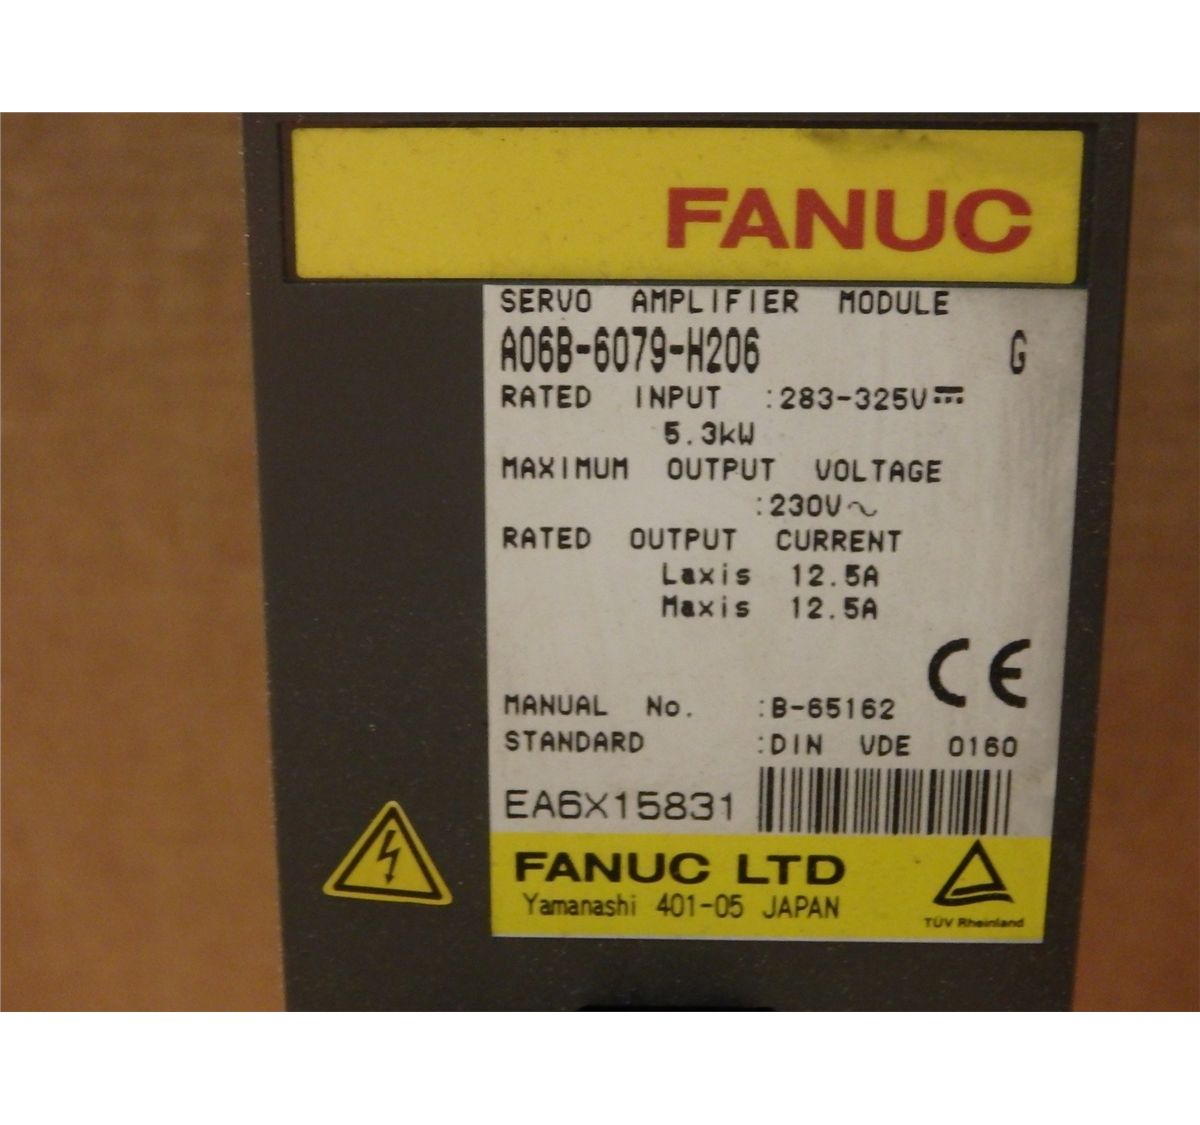 FANUC
SERVO AMPLIFIER MODULE
A06B-6079-H206 G
RATED INPUT :283-325V⎓
5.3kW
MAXIMUM OUTPUT VOLTAGE
:230V～
RATED OUTPUT CURRENT
Laxis 12.5A
Maxis 12.5A
CE
MANUAL No. :B-65162
STANDARD :DIN VDE 0160
EA6X15831
FANUC LTD
Yamanashi 401-05 JAPAN
TÜV Rheinland